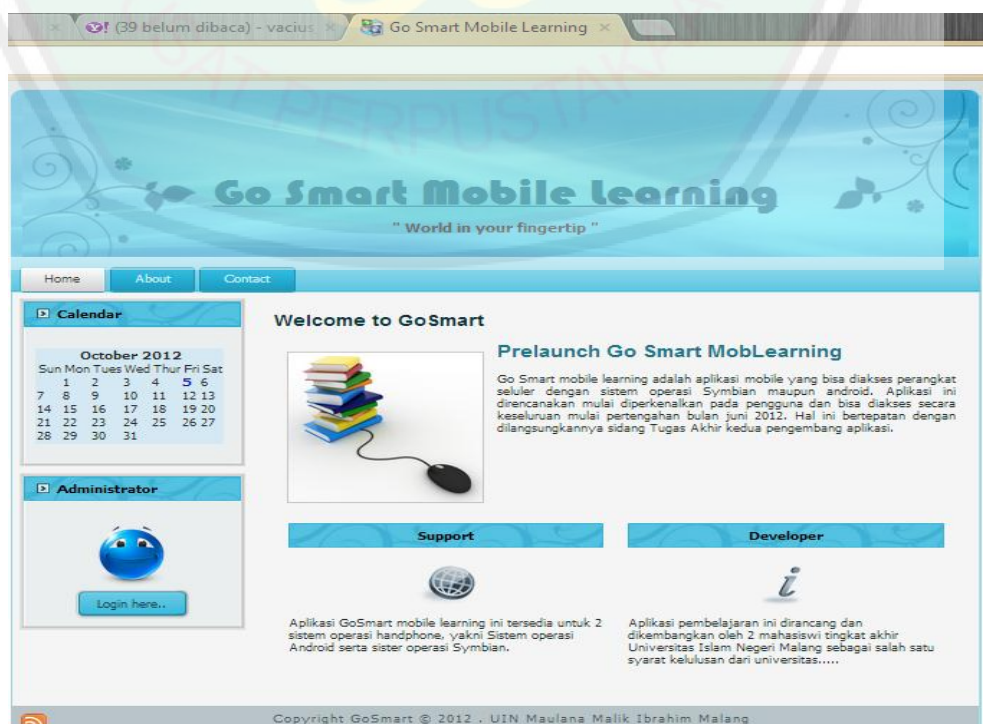 (39 belum dibaca) - vacius
Go Smart Mobile Learning
SAT PERPUSTAKA
Go Smart Mobile Learning
" World in your fingertip "
Home
About
Contact
Calendar
October 2012
Sun Mon Tues Wed Thur Fri Sat
1 2 3 4 5 6
7 8 9 10 11 12 13
14 15 16 17 18 19 20
21 22 23 24 25 26 27
28 29 30 31
Administrator
Login here..
Welcome to GoSmart
Prelaunch Go Smart MobLearning
Go Smart mobile learning adalah aplikasi mobile yang bisa diakses perangkat
seluler dengan sistem operasi Symbian maupun android. Aplikasi ini
direncanakan mulai diperkenalkan pada pengguna dan bisa diakses secara
keseluruan mulai pertengahan bulan juni 2012. Hal ini bertepatan dengan
dilangsungkannya sidang Tugas Akhir kedua pengembang aplikasi.
Support
Aplikasi GoSmart mobile learning ini tersedia untuk 2
sistem operasi handphone, yakni Sistem operasi
Android serta sister operasi Symbian.
Developer
Aplikasi pembelajaran ini dirancang dan
dikembangkan oleh 2 mahasiswi tingkat akhir
Universitas Islam Negeri Malang sebagai salah satu
syarat kelulusan dari universitas.....
Copyright GoSmart © 2012 . UIN Maulana Malik Ibrahim Malang